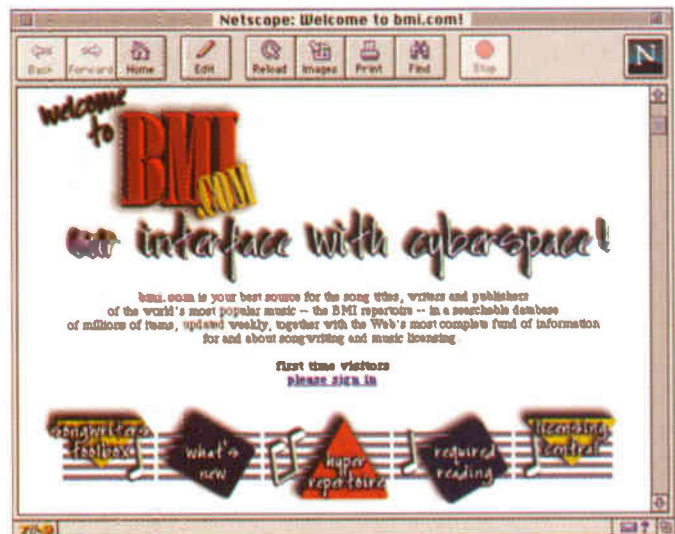 Netscape: Welcome to bmi.com!
Back Forward Home Edit Reload Images Print Find Stop
N
welcome
to
BMI
.COM
our interface with cyberspace!
bmi.com is your best source for the song titles, writers and publishers
of the world's most popular music -- the BMI repertoire -- in a searchable database
of millions of items, updated weekly, together with the Web's most complete fund of information
for and about songwriting and music licensing
first time visitors
please sign in
songwriter's toolbox
what's new
hyper repertoire
required reading
licensing central